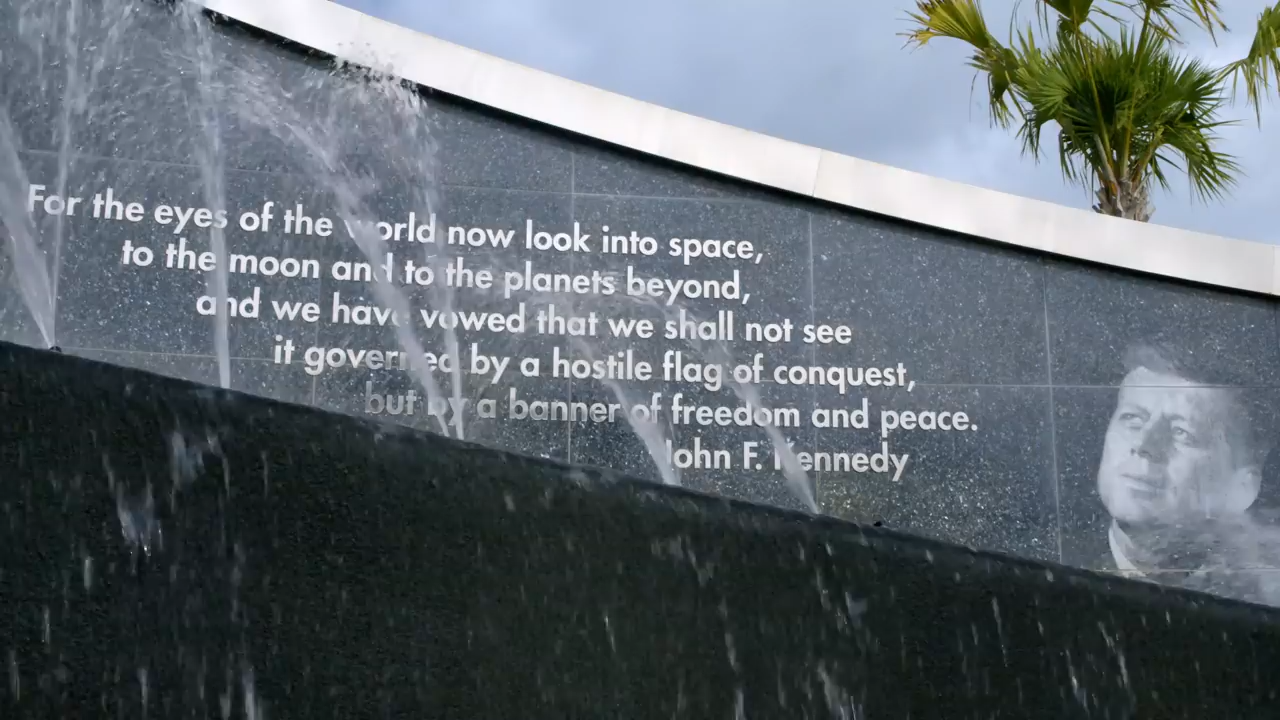 For the eyes of the world now look into space,
to the moon and to the planets beyond,
and we have vowed that we shall not see
it governed by a hostile flag of conquest,
but by a banner of freedom and peace.
John F. Kennedy